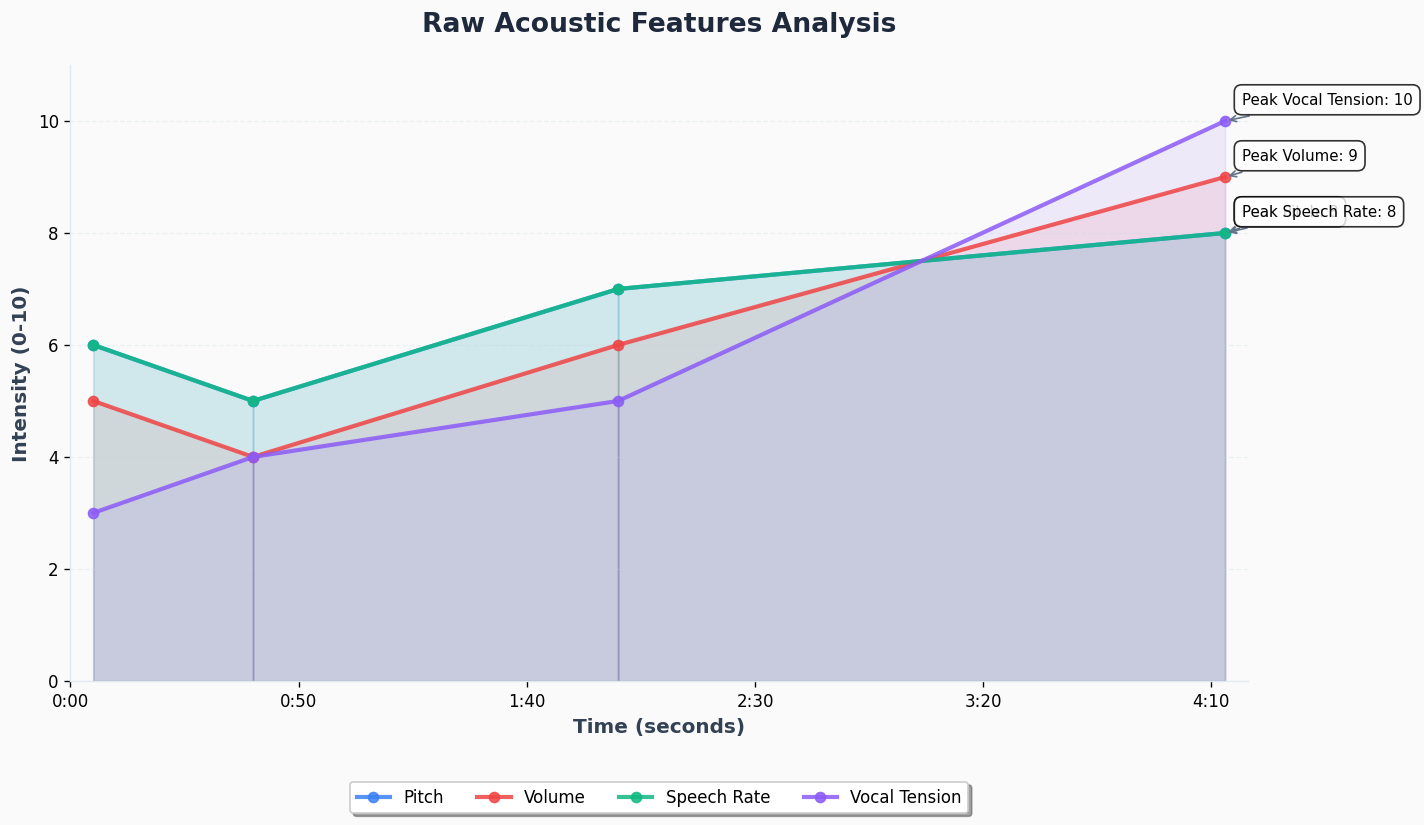 Raw Acoustic Features Analysis
Peak Vocal Tension: 10
Peak Volume: 9
Peak Speech Rate: 8
Intensity (0-10)
10
8
6
4
2
0
0:00 0:50 1:40 2:30 3:20 4:10
Time (seconds)
Pitch Volume Speech Rate Vocal Tension